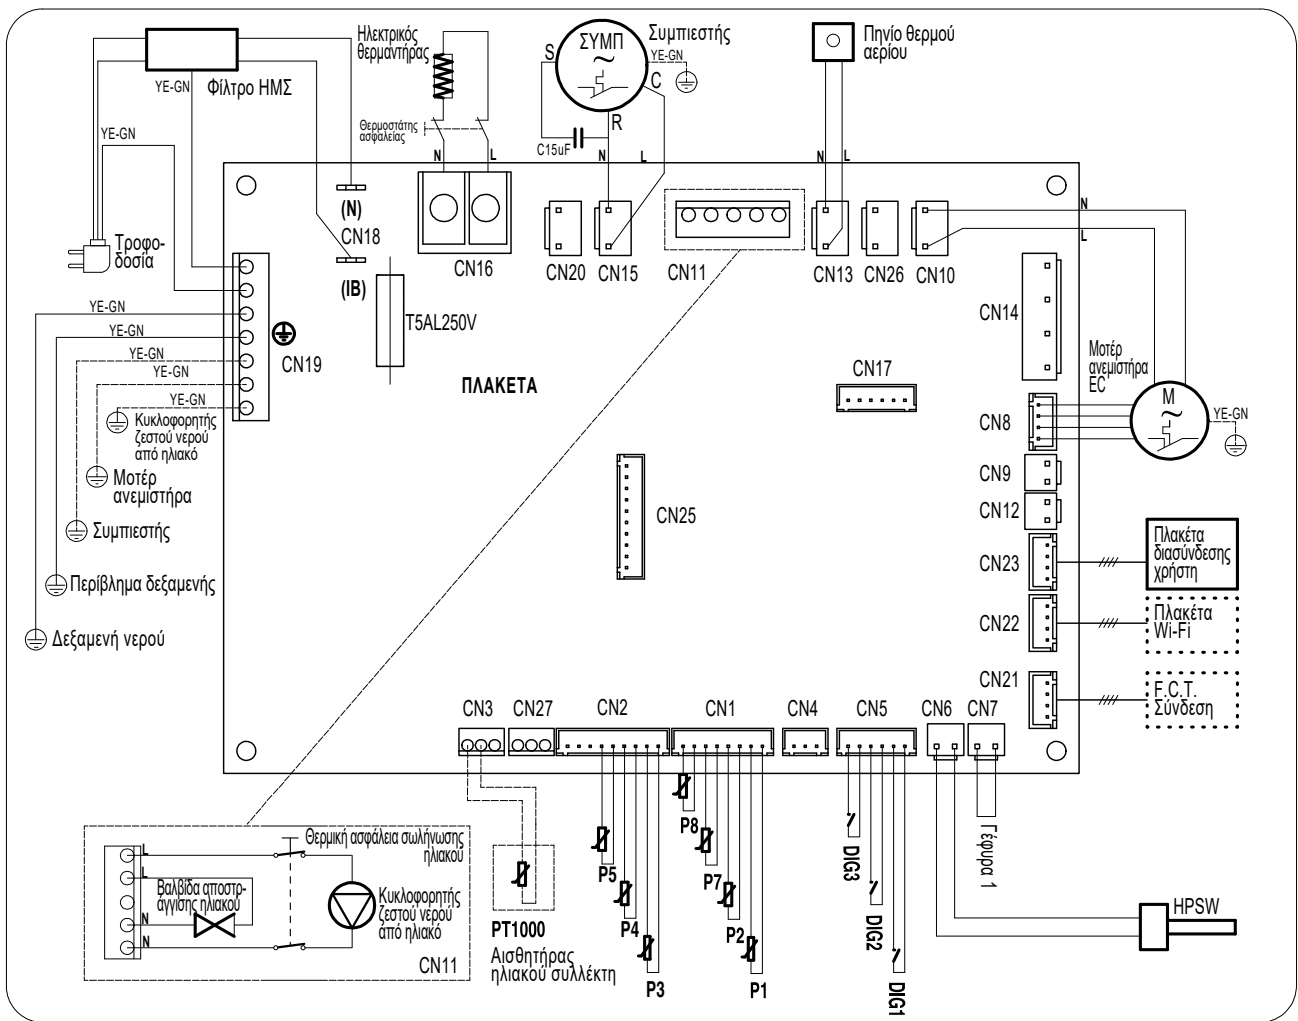 Ηλεκτρικός
θερμαντήρας
ΣΥΜΠ
~
Συμπιεστής
S
YE-GN
C
R
Πηνίο θερμού
αερίου
YE-GN
Φίλτρο ΗΜΣ
Θερμοστάτης
ασφαλείας
C15uF
YE-GN
N
L
N
L
N
L
N
L
(N)
CN18
(IB)
Τροφο-
δοσία
CN16
CN20
CN15
CN11
CN13
CN26
CN10
YE-GN
T5AL250V
CN14
YE-GN
CN19
YE-GN
YE-GN
YE-GN
ΠΛΑΚΕΤΑ
CN17
Μοτέρ
ανεμιστήρα
EC
M
~
YE-GN
CN8
Κυκλοφορητής
ζεστού νερού
από ηλιακό
Μοτέρ
ανεμιστήρα
CN9
CN12
CN25
Συμπιεστής
CN23
Πλακέτα
διασύνδεσης
χρήστη
Περίβλημα δεξαμενής
CN22
Πλακέτα
Wi-Fi
Δεξαμενή νερού
CN21
F.C.T.
Σύνδεση
CN3
CN27
CN2
CN1
CN4
CN5
CN6
CN7
P8
P5
P7
P4
P2
P3
P1
DIG3
DIG2
DIG1
Γέφυρα 1
HPSW
PT1000
Αισθητήρας
ηλιακού συλλέκτη
L
L
N
N
Θερμική ασφάλεια σωλήνωσης
ηλιακού
Βαλβίδα αποστρ-
άγγισης ηλιακού
Κυκλοφορητής
ζεστού νερού
από ηλιακό
CN11